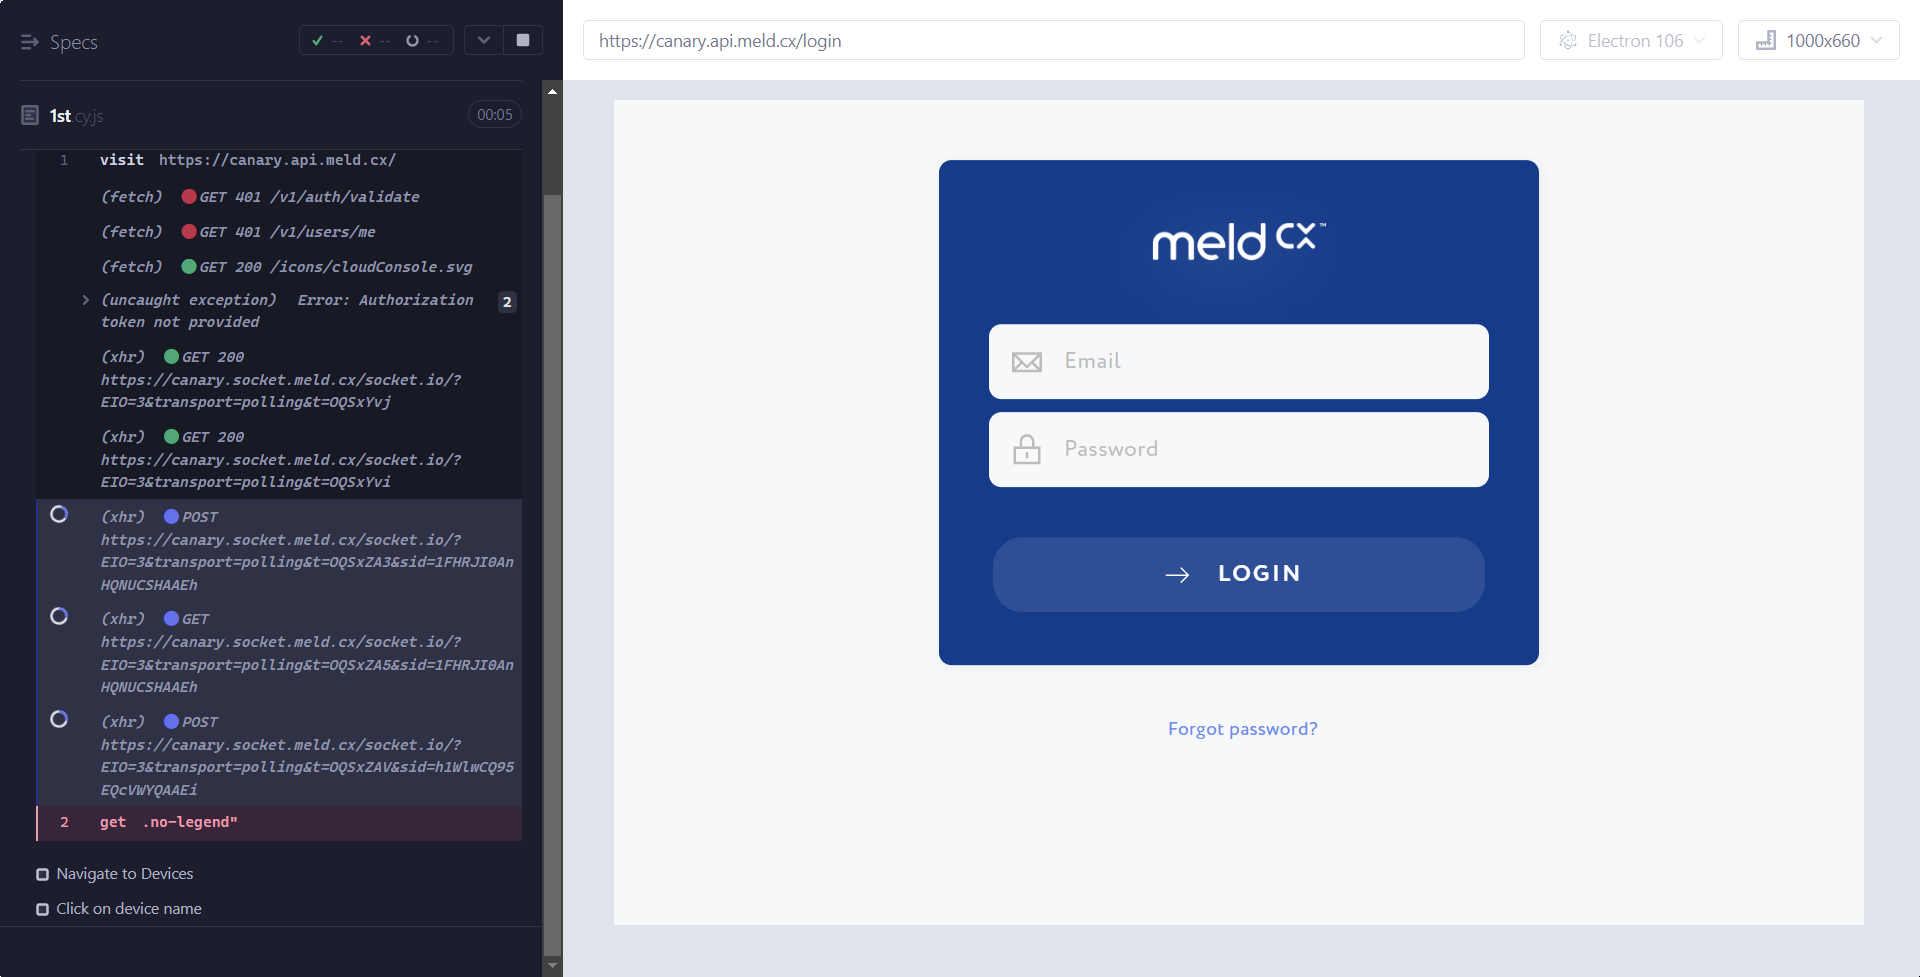 Specs
-- -- --
https://canary.api.meld.cx/login
Electron 106
1000x660
1st.cy.js
00:05
1 visit https://canary.api.meld.cx/
(fetch) GET 401 /v1/auth/validate
(fetch) GET 401 /v1/users/me
(fetch) GET 200 /icons/cloudConsole.svg
(uncaught exception) Error: Authorization 2
token not provided
(xhr) GET 200
https://canary.socket.meld.cx/socket.io/?
EIO=3&transport=polling&t=OQSxYvj
(xhr) GET 200
https://canary.socket.meld.cx/socket.io/?
EIO=3&transport=polling&t=OQSxYvi
(xhr) POST
https://canary.socket.meld.cx/socket.io/?
EIO=3&transport=polling&t=OQSxZA3&sid=1FHRJI0An
HQNUCSHAAEh
(xhr) GET
https://canary.socket.meld.cx/socket.io/?
EIO=3&transport=polling&t=OQSxZA5&sid=1FHRJI0An
HQNUCSHAAEh
(xhr) POST
https://canary.socket.meld.cx/socket.io/?
EIO=3&transport=polling&t=OQSxZAV&sid=h1WlwCQ95
EQcVWYQAAEi
2 get .no-legend"
Navigate to Devices
Click on device name
meld CX™
Email
Password
LOGIN
Forgot password?